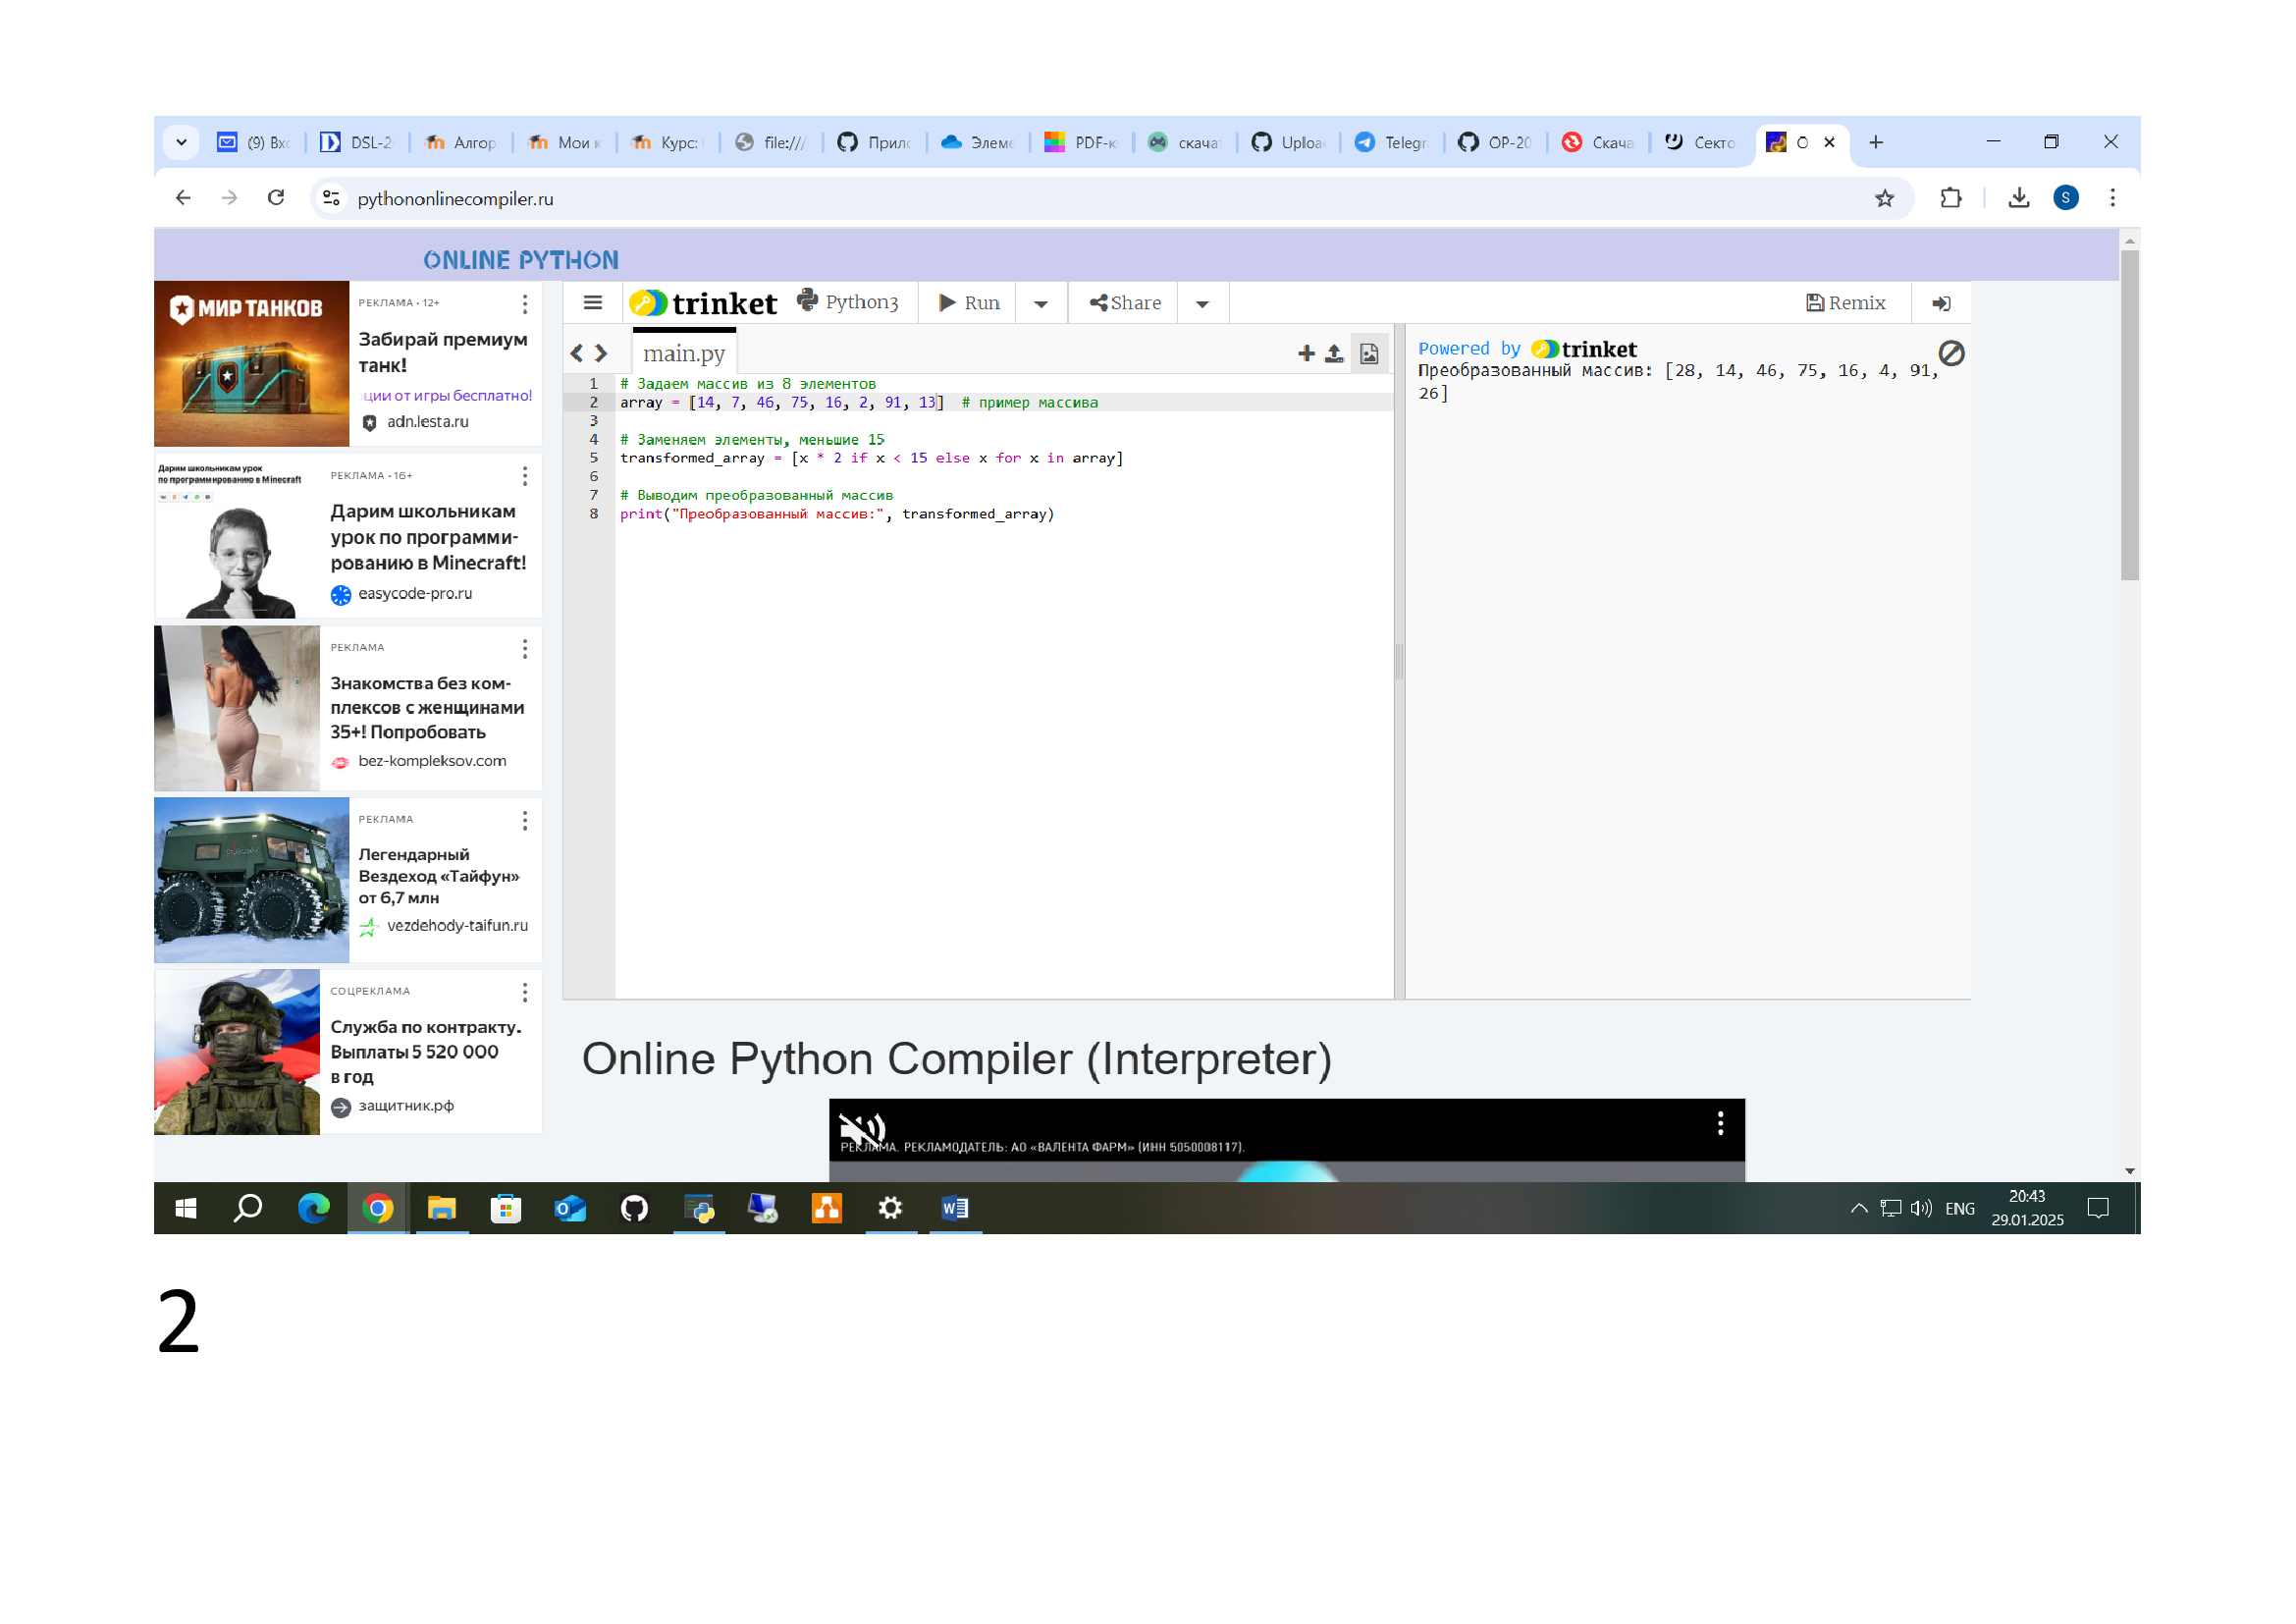 (9) Вхо
DSL-2
Алгор
Мои к
Курс:
file:///
Прило
Элеме
PDF-к
скачат
Uploa
Telegr
OP-20
Скача
Секто
O
pythononlinecompiler.ru
S
ONLINE PYTHON
МИР ТАНКОВ
РЕКЛАМА • 12+
Забирай премиум
танк!
ции от игры бесплатно!
adn.lesta.ru
Дарим школьникам урок
по программированию в Minecraft
РЕКЛАМА • 16+
Дарим школьникам
урок по программи-
рованию в Minecraft!
easycode-pro.ru
РЕКЛАМА
Знакомства без ком-
плексов с женщинами
35+! Попробовать
bez-kompleksov.com
РЕКЛАМА
Легендарный
Вездеход «Тайфун»
от 6,7 млн
vezdehody-taifun.ru
СОЦРЕКЛАМА
Служба по контракту.
Выплаты 5 520 000
в год
защитник.рф
trinket
Python3
Run
Share
Remix
main.py
1 # Задаем массив из 8 элементов
2 array = [14, 7, 46, 75, 16, 2, 91, 13]  # пример массива
3
4 # Заменяем элементы, меньшие 15
5 transformed_array = [x * 2 if x < 15 else x for x in array]
6
7 # Выводим преобразованный массив
8 print("Преобразованный массив:", transformed_array)
Powered by trinket
Преобразованный массив: [28, 14, 46, 75, 16, 4, 91,
26]
Online Python Compiler (Interpreter)
РЕКЛАМА. РЕКЛАМОДАТЕЛЬ: АО «ВАЛЕНТА ФАРМ» (ИНН 5050008117).
ENG
20:43
29.01.2025
2